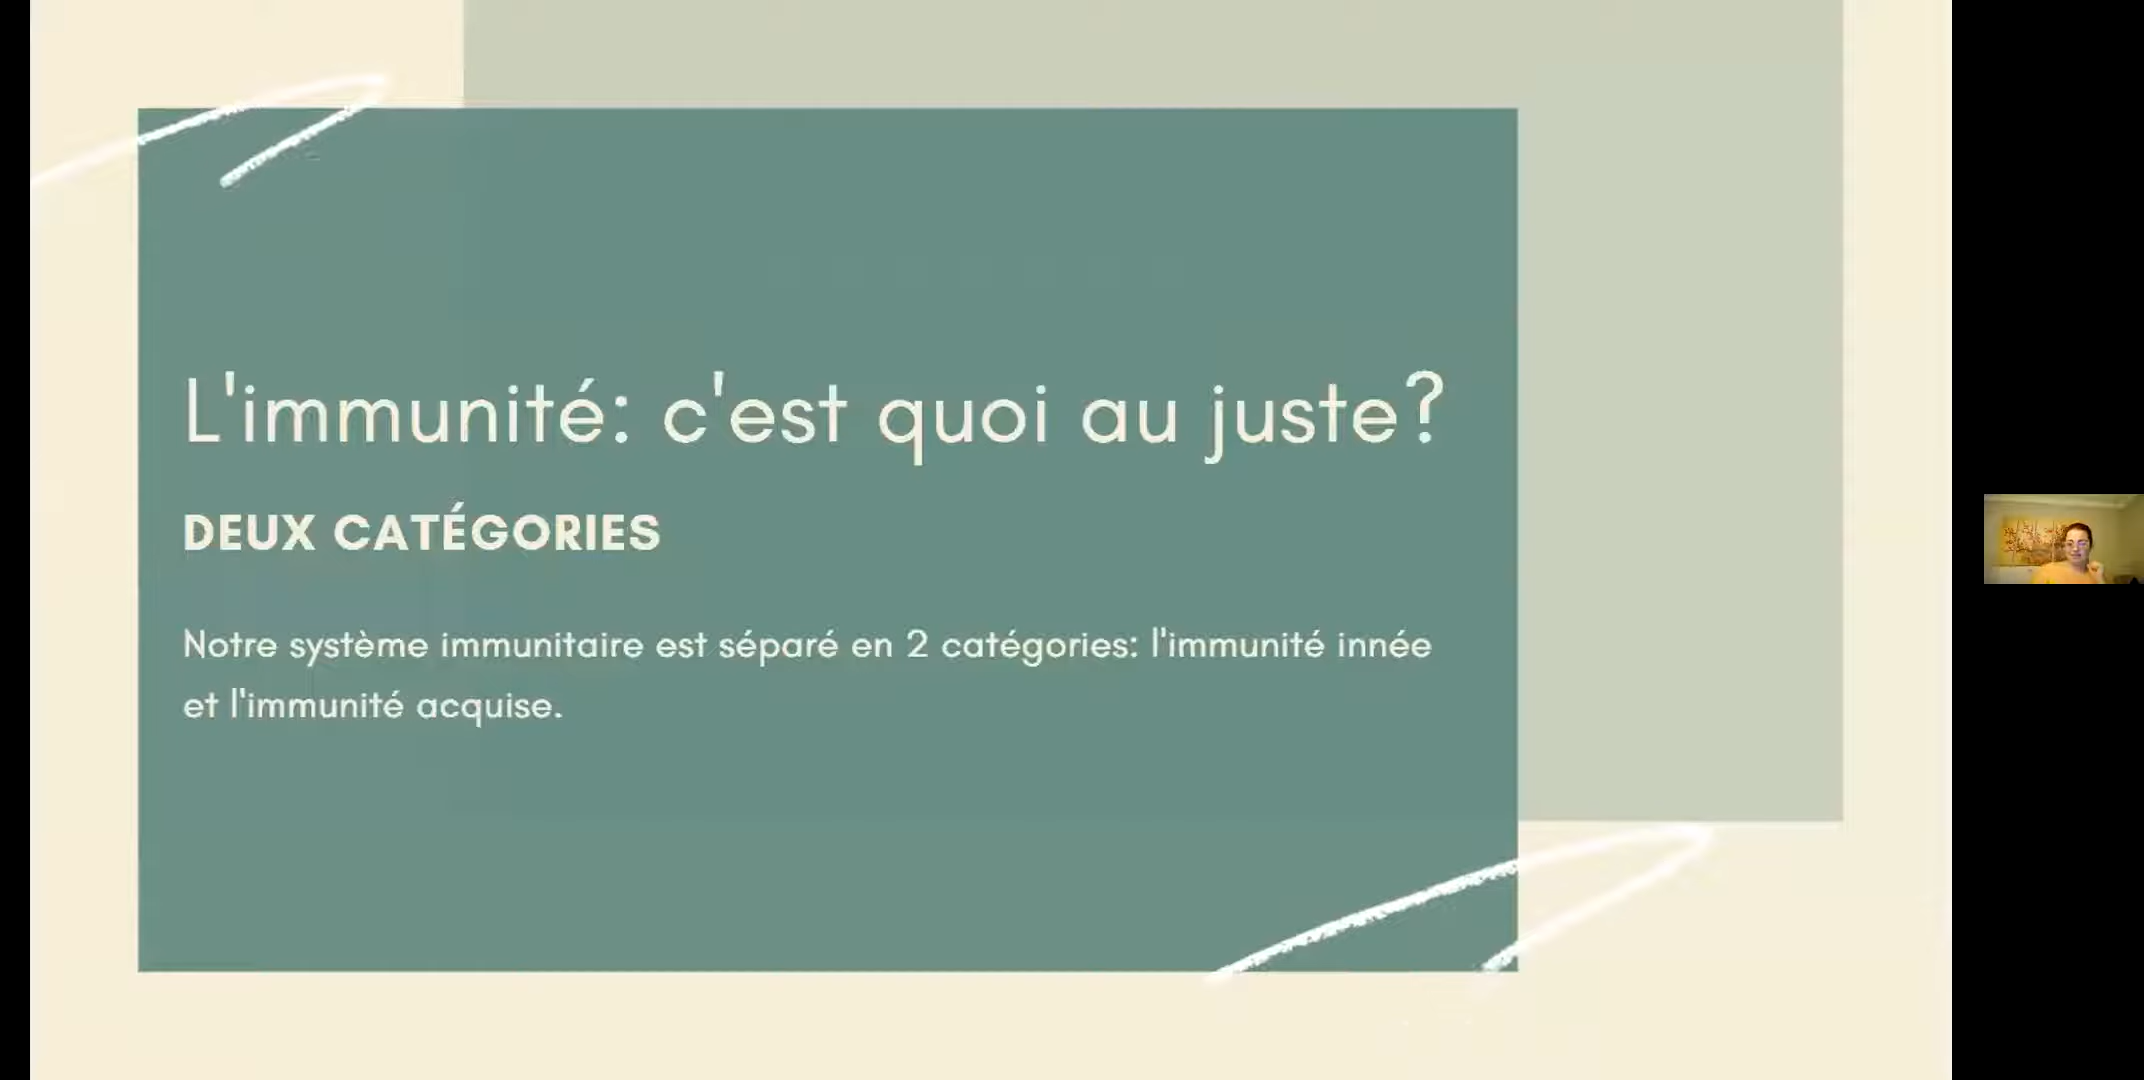 L'immunité: c'est quoi au juste?
DEUX CATÉGORIES
Notre système immunitaire est séparé en 2 catégories: l'immunité innée
et l'immunité acquise.